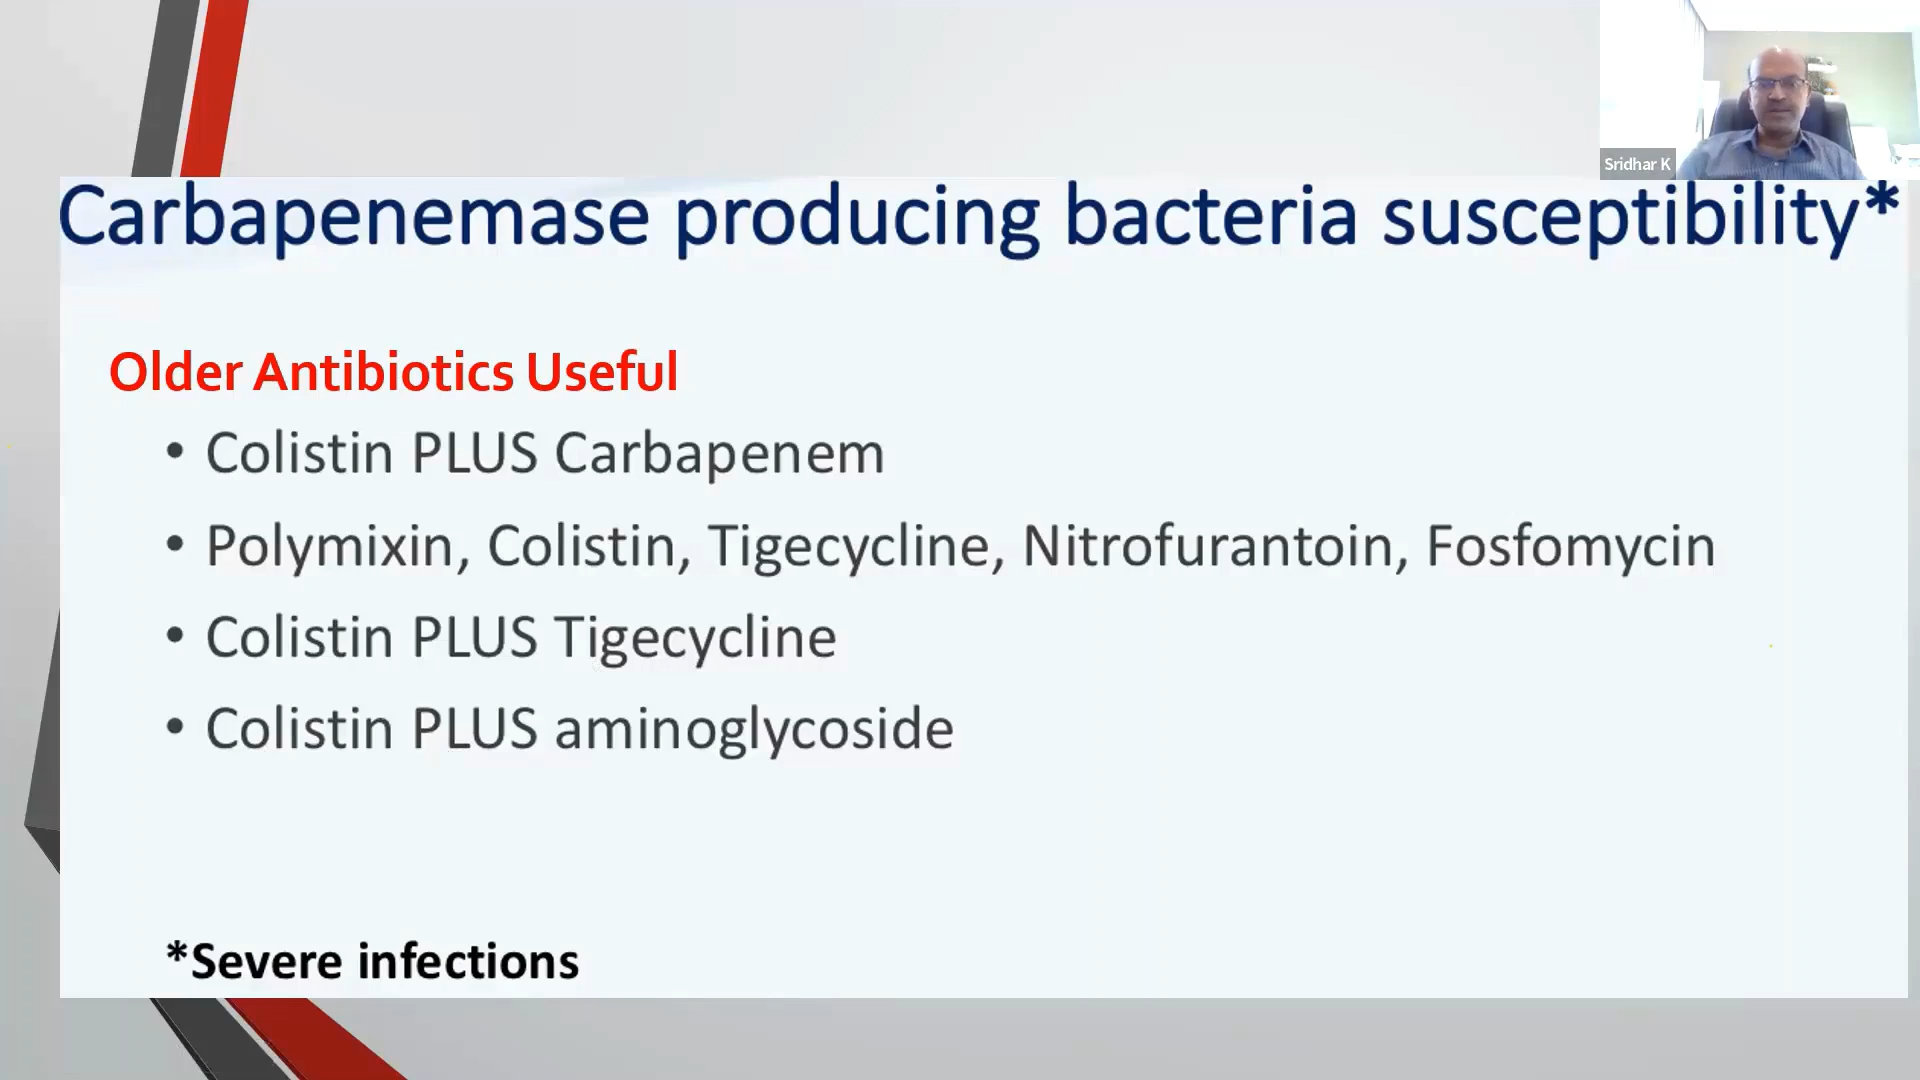 Sridhar K
Carbapenemase producing bacteria susceptibility*
Older Antibiotics Useful
• Colistin PLUS Carbapenem
• Polymixin, Colistin, Tigecycline, Nitrofurantoin, Fosfomycin
• Colistin PLUS Tigecycline
• Colistin PLUS aminoglycoside
*Severe infections